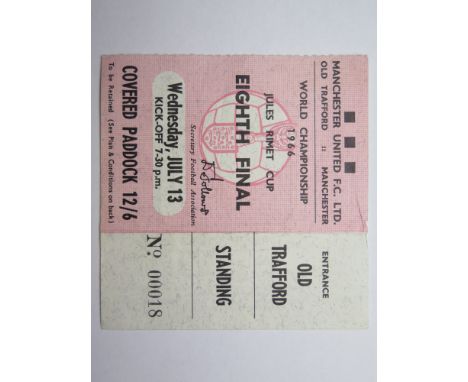 MANCHESTER UNITED F.C. LTD.
OLD TRAFFORD :: MANCHESTER
WORLD CHAMPIONSHIP
1966
JULES RIMET CUP
EIGHTH FINAL
Secretary Football Association
Wednesday, JULY 13
KICK-OFF 7-30 p.m.
COVERED PADDOCK 12/6
To be Retained (See Plan & Conditions on back)
ENTRANCE
OLD
TRAFFORD
STANDING
No 00018